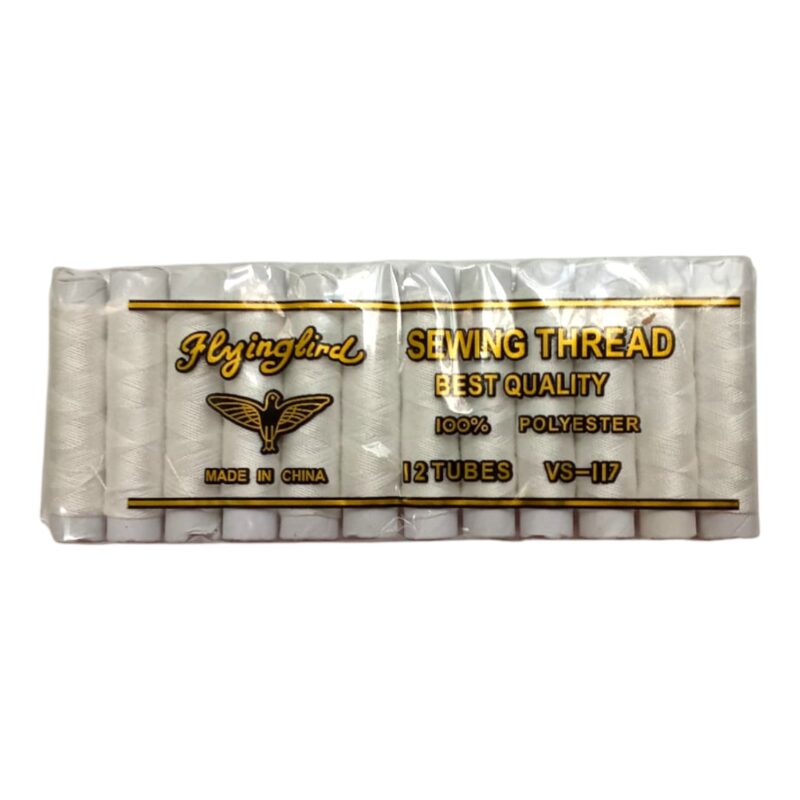 Flyingbird
MADE IN CHINA
SEWING THREAD
BEST QUALITY
100% POLYESTER
12 TUBES VS-117